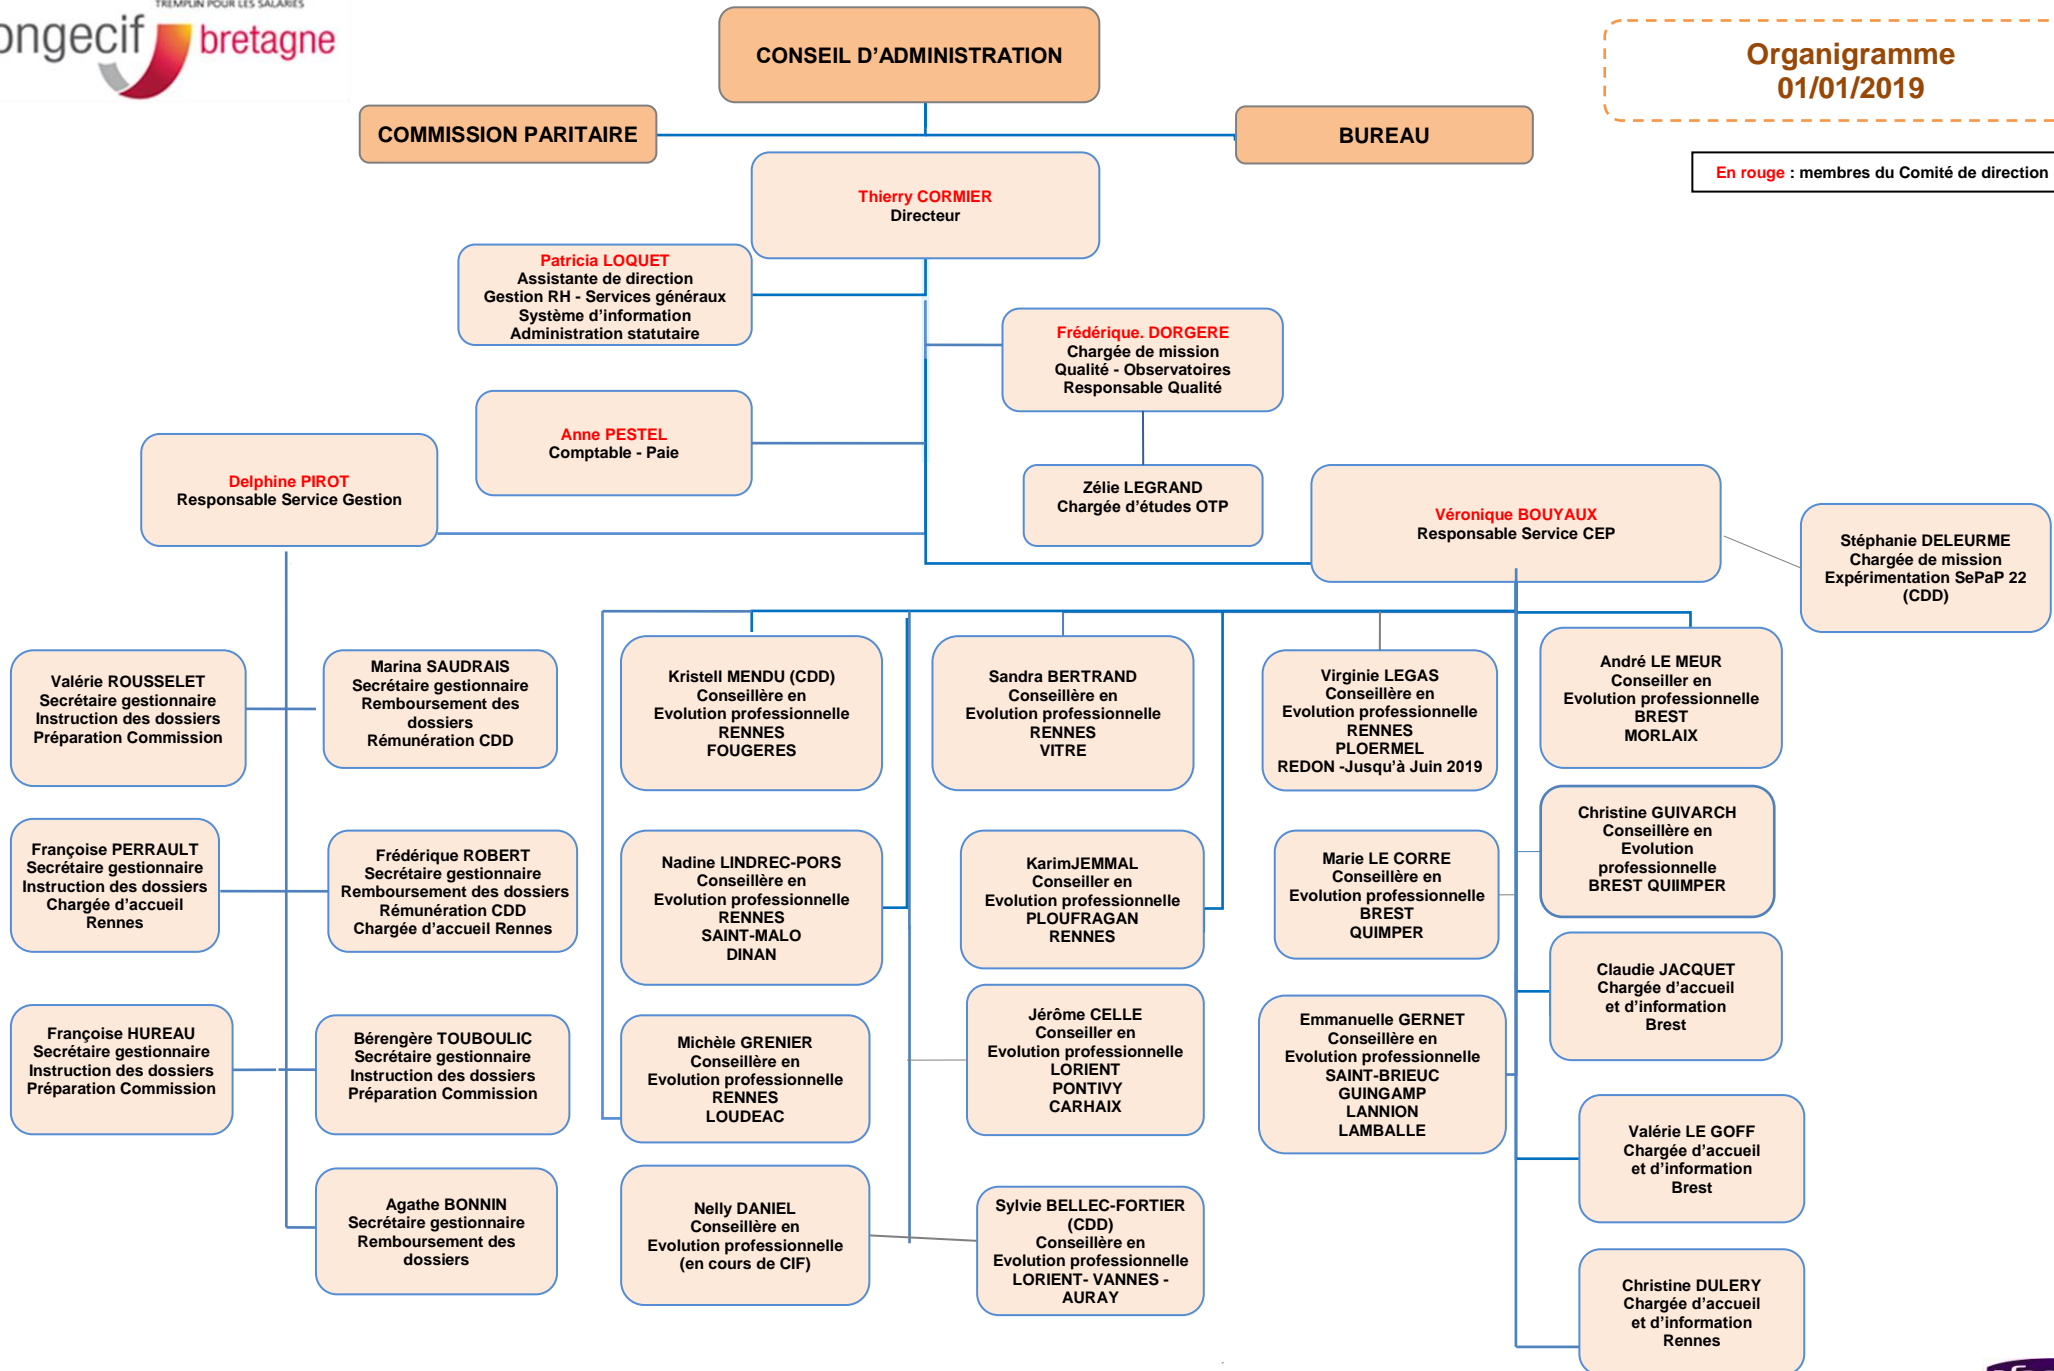 TREMPLIN POUR LES SALARIES
ongecif bretagne
CONSEIL D'ADMINISTRATION
Organigramme
01/01/2019
COMMISSION PARITAIRE
BUREAU
En rouge : membres du Comité de direction
Thierry CORMIER
Directeur
Patricia LOQUET
Assistante de direction
Gestion RH - Services généraux
Système d'information
Administration statutaire
Frédérique. DORGERE
Chargée de mission
Qualité - Observatoires
Responsable Qualité
Anne PESTEL
Comptable - Paie
Delphine PIROT
Responsable Service Gestion
Zélie LEGRAND
Chargée d'études OTP
Véronique BOUYAUX
Responsable Service CEP
Stéphanie DELEURME
Chargée de mission
Expérimentation SePaP 22
(CDD)
Valérie ROUSSELET
Secrétaire gestionnaire
Instruction des dossiers
Préparation Commission
Marina SAUDRAIS
Secrétaire gestionnaire
Remboursement des
dossiers
Rémunération CDD
Kristell MENDU (CDD)
Conseillère en
Evolution professionnelle
RENNES
FOUGERES
Sandra BERTRAND
Conseillère en
Evolution professionnelle
RENNES
VITRE
Virginie LEGAS
Conseillère en
Evolution professionnelle
RENNES
PLOERMEL
REDON -Jusqu'à Juin 2019
André LE MEUR
Conseiller en
Evolution professionnelle
BREST
MORLAIX
Françoise PERRAULT
Secrétaire gestionnaire
Instruction des dossiers
Chargée d'accueil
Rennes
Frédérique ROBERT
Secrétaire gestionnaire
Remboursement des dossiers
Rémunération CDD
Chargée d'accueil Rennes
Nadine LINDREC-PORS
Conseillère en
Evolution professionnelle
RENNES
SAINT-MALO
DINAN
KarimJEMMAL
Conseiller en
Evolution professionnelle
PLOUFRAGAN
RENNES
Marie LE CORRE
Conseillère en
Evolution professionnelle
BREST
QUIMPER
Christine GUIVARCH
Conseillère en
Evolution
professionnelle
BREST QUIIMPER
Claudie JACQUET
Chargée d'accueil
et d'information
Brest
Françoise HUREAU
Secrétaire gestionnaire
Instruction des dossiers
Préparation Commission
Bérengère TOUBOULIC
Secrétaire gestionnaire
Instruction des dossiers
Préparation Commission
Michèle GRENIER
Conseillère en
Evolution professionnelle
RENNES
LOUDEAC
Jérôme CELLE
Conseiller en
Evolution professionnelle
LORIENT
PONTIVY
CARHAIX
Emmanuelle GERNET
Conseillère en
Evolution professionnelle
SAINT-BRIEUC
GUINGAMP
LANNION
LAMBALLE
Valérie LE GOFF
Chargée d'accueil
et d'information
Brest
Agathe BONNIN
Secrétaire gestionnaire
Remboursement des
dossiers
Nelly DANIEL
Conseillère en
Evolution professionnelle
(en cours de CIF)
Sylvie BELLEC-FORTIER
(CDD)
Conseillère en
Evolution professionnelle
LORIENT- VANNES -
AURAY
Christine DULERY
Chargée d'accueil
et d'information
Rennes